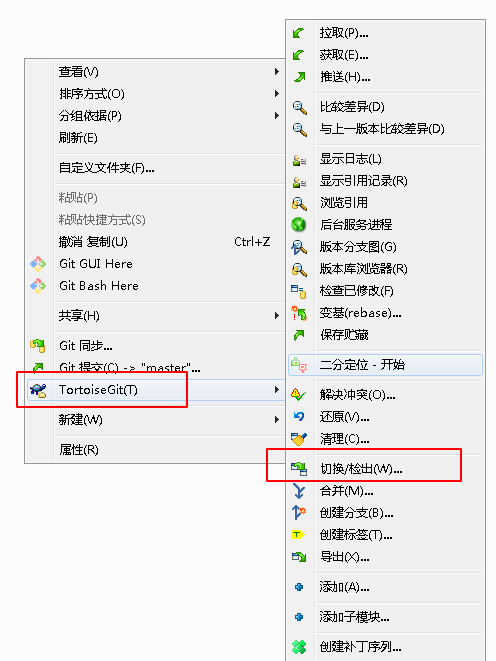 查看(V)
排序方式(O)
分组依据(P)
刷新(E)
自定义文件夹(F)...
粘贴(P)
粘贴快捷方式(S)
撤消 复制(U) Ctrl+Z
Git GUI Here
Git Bash Here
共享(H)
Git 同步...
Git 提交(C) -> "master"...
TortoiseGit(T)
新建(W)
属性(R)
拉取(P)...
获取(E)...
推送(H)...
比较差异(D)
与上一版本比较差异(D)
显示日志(L)
显示引用记录(R)
浏览引用
后台服务进程
版本分支图(G)
版本库浏览器(R)
检查已修改(F)
变基(rebase)...
保存贮藏
二分定位 - 开始
解决冲突(O)...
还原(V)...
清理(C)...
切换/检出(W)...
合并(M)...
创建分支(B)...
创建标签(T)...
导出(X)...
添加(A)...
添加子模块...
创建补丁序列...